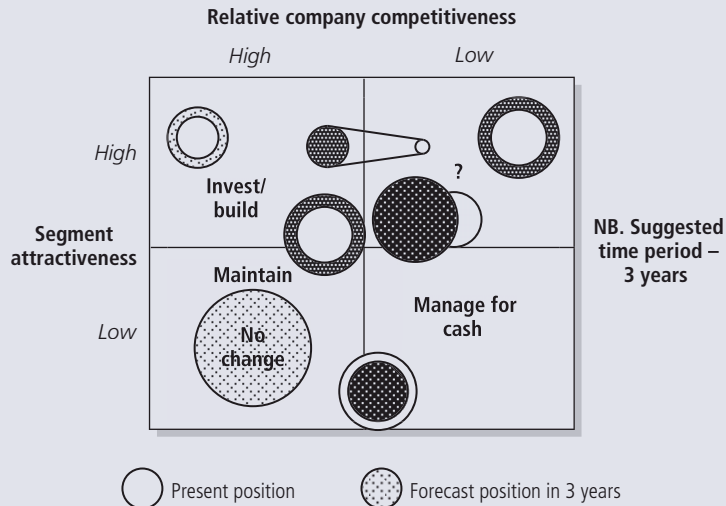 Relative company competitiveness
High
Low
High
?
Invest/
build
Segment
attractiveness
NB. Suggested
time period –
3 years
Maintain
Manage for
cash
Low
No
change
Present position
Forecast position in 3 years